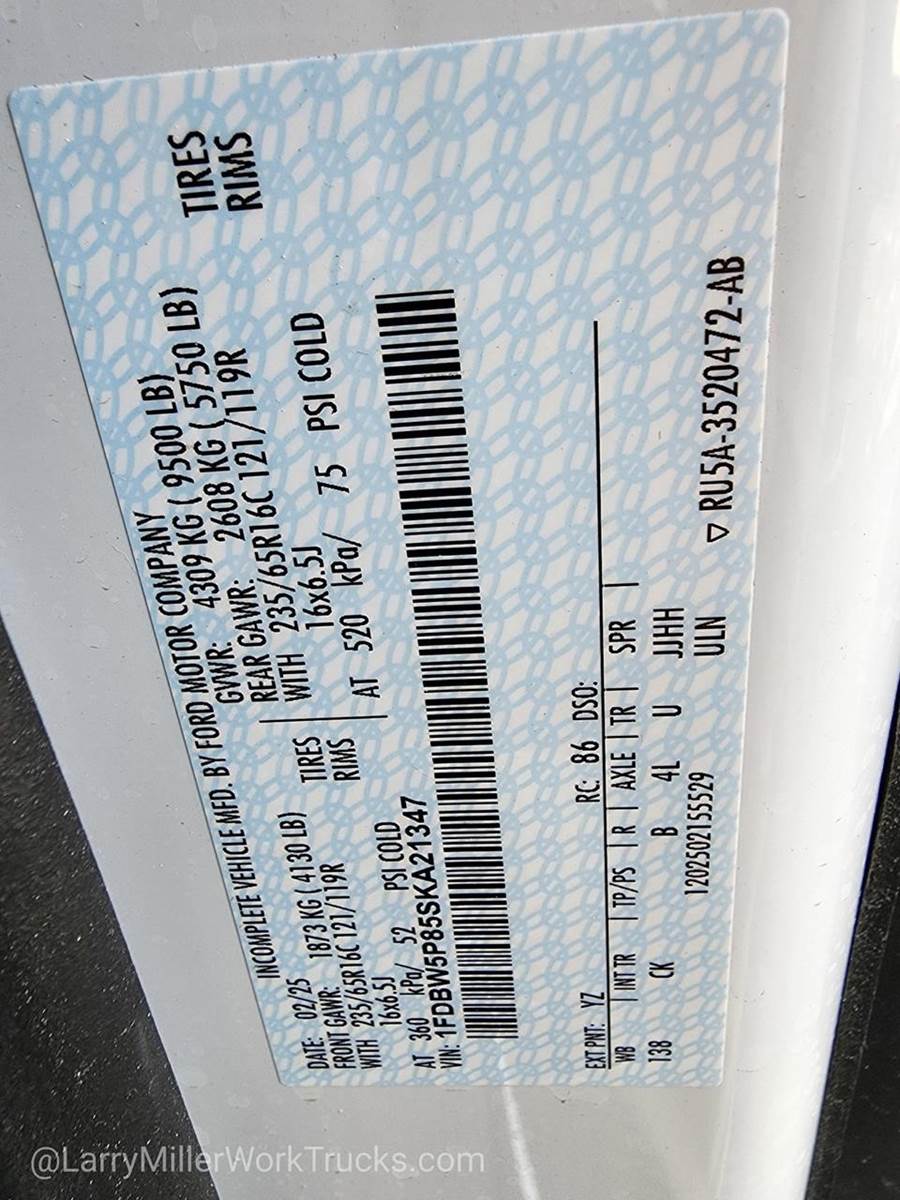 INCOMPLETE VEHICLE MFD. BY FORD MOTOR COMPANY
DATE: 02/25 GVWR: 4309 KG ( 9500 LB)
FRONT GAWR: 1873 KG ( 4130 LB) REAR GAWR: 2608 KG ( 5750 LB)
WITH 235/65R16C 121/119R TIRES WITH 235/65R16C 121/119R TIRES
16x6.5J RIMS 16x6.5J RIMS
AT 360 kPa/ 52 PSI COLD AT 520 kPa/ 75 PSI COLD
VIN: 1FDBW5P85SKA21347
EXT PNT: YZ RC: 86 DSO:
WB | INT TR | TP/PS | R | AXLE | TR | SPR |
138 CK B 4L U JJHH
1202502155529 ULN
▽ RU5A-3520472-AB
@LarryMillerWorkTrucks.com